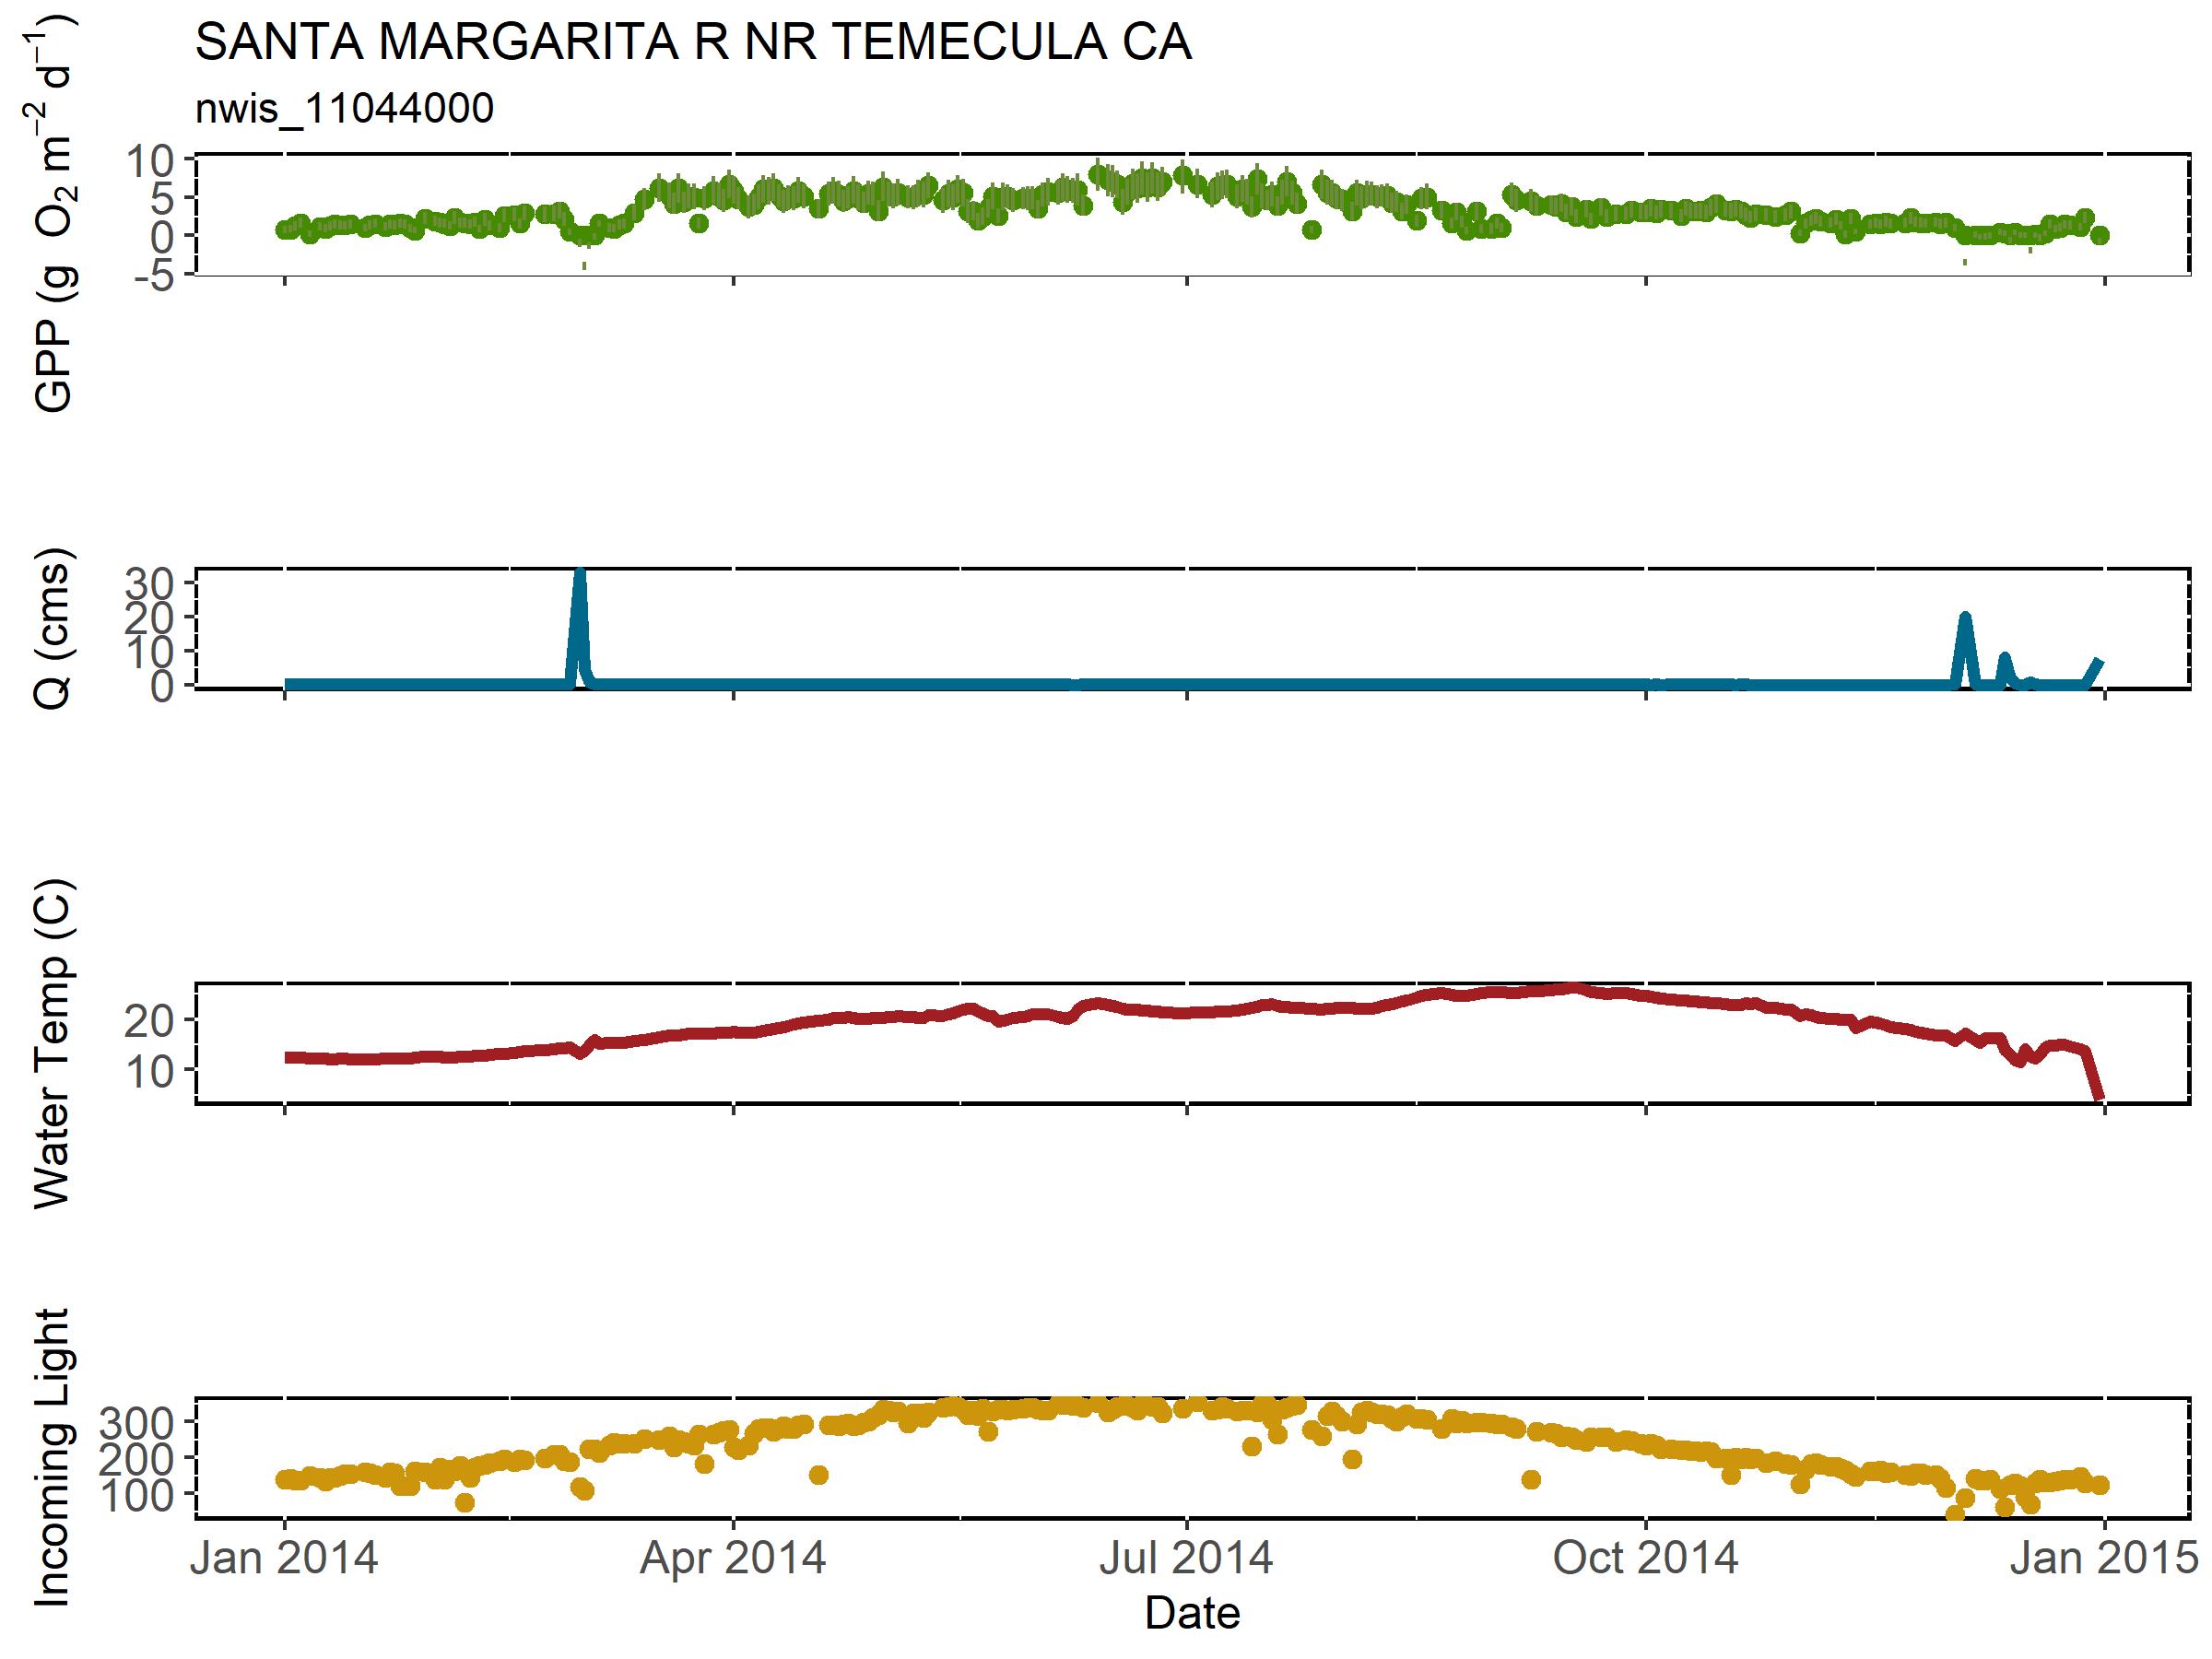 SANTA MARGARITA R NR TEMECULA CA
nwis_11044000
GPP (g O₂ m⁻² d⁻¹)
10
5
0
-5
Q (cms)
30
20
10
0
Water Temp (C)
20
10
Incoming Light
300
200
100
Jan 2014 Apr 2014 Jul 2014 Oct 2014 Jan 2015
Date